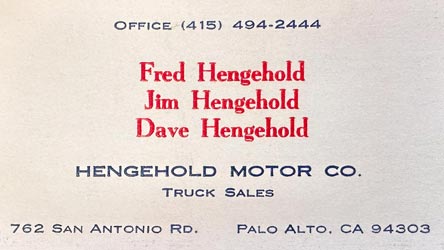 Office (415) 494-2444
Fred Hengehold
Jim Hengehold
Dave Hengehold
HENGEHOLD MOTOR CO.
Truck Sales
762 San Antonio Rd. Palo Alto, CA 94303